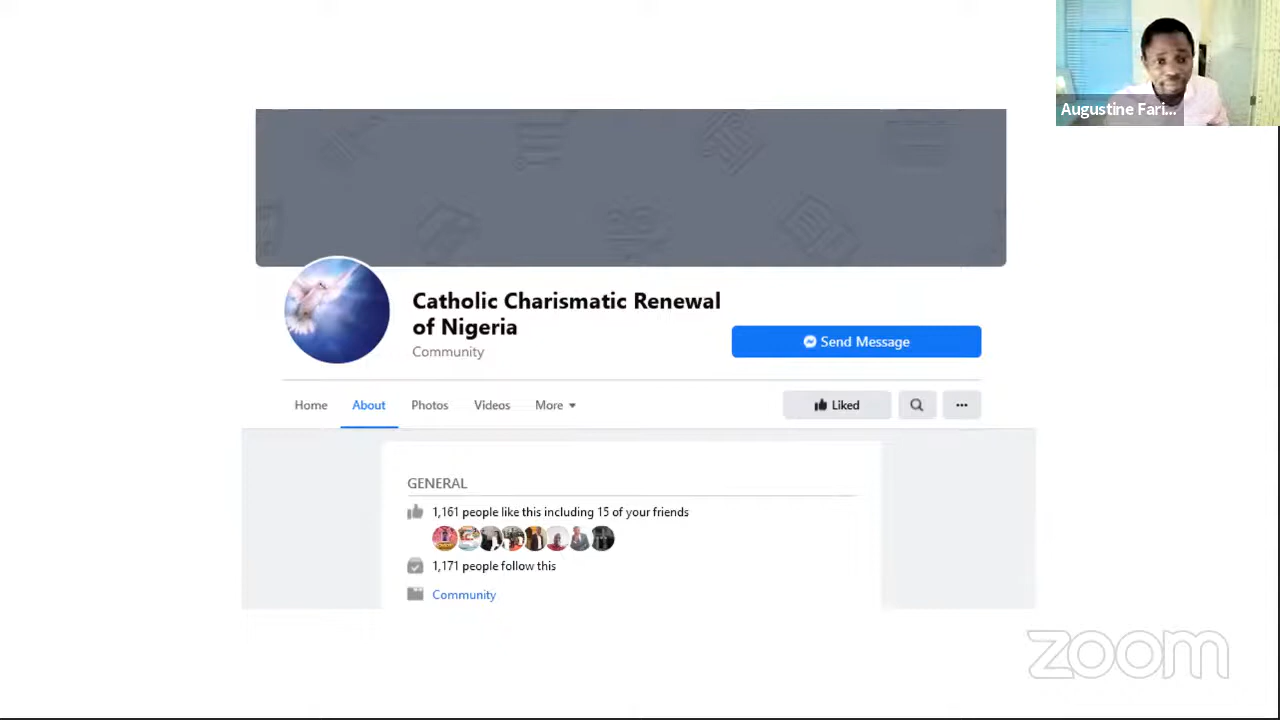 Augustine Fari...
Catholic Charismatic Renewal
of Nigeria
Community
Send Message
Home About Photos Videos More
Liked
GENERAL
1,161 people like this including 15 of your friends
1,171 people follow this
Community
zoom